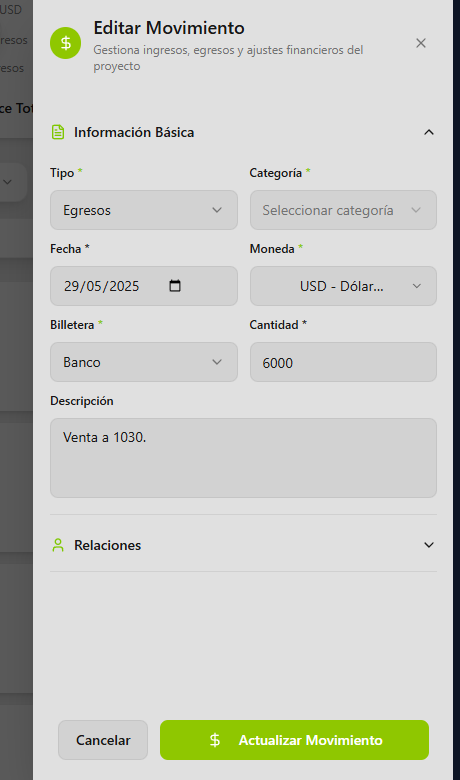 USD
Editar Movimiento
Gestiona ingresos, egresos y ajustes financieros del
proyecto
resos
esos
ce Tot
Información Básica
Tipo *
Categoría *
Egresos
Seleccionar categoría
Fecha *
Moneda *
29/05/2025
USD - Dólar...
Billetera *
Cantidad *
Banco
6000
Descripción
Venta a 1030.
Relaciones
Cancelar
$ Actualizar Movimiento